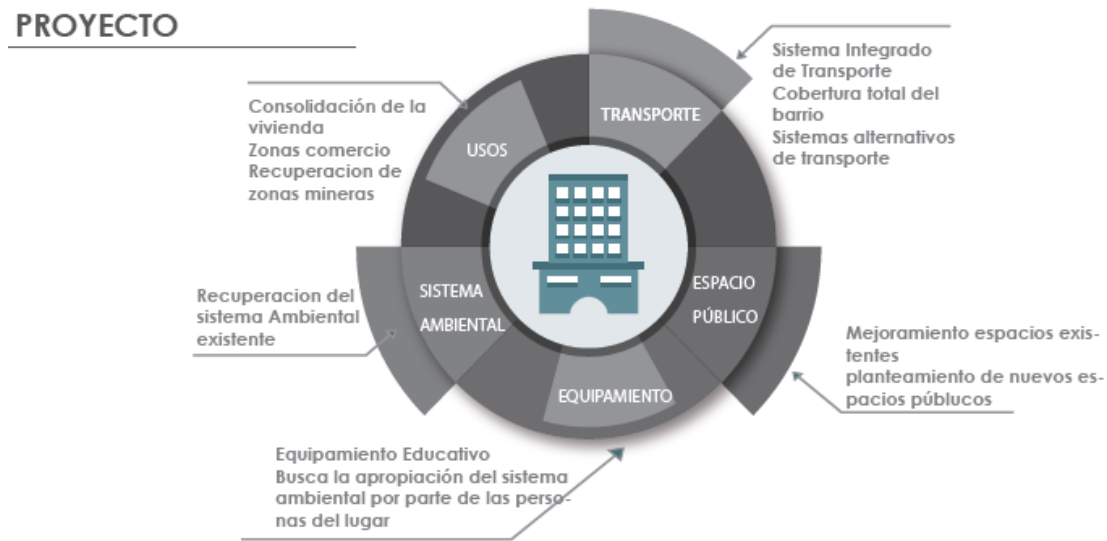 PROYECTO
Sistema Integrado
de Transporte
Cobertura total del
barrio
Sistemas alternativos
de transporte
TRANSPORTE
Consolidación de la
vivienda
Zonas comercio
Recuperacion de
zonas mineras
USOS
SISTEMA
AMBIENTAL
ESPACIO
PÚBLICO
Recuperacion del
sistema Ambiental
existente
Mejoramiento espacios exis-
tentes
planteamiento de nuevos es-
pacios públucos
EQUIPAMIENTO
Equipamiento Educativo
Busca la apropiación del sistema
ambiental por parte de las perso-
nas del lugar